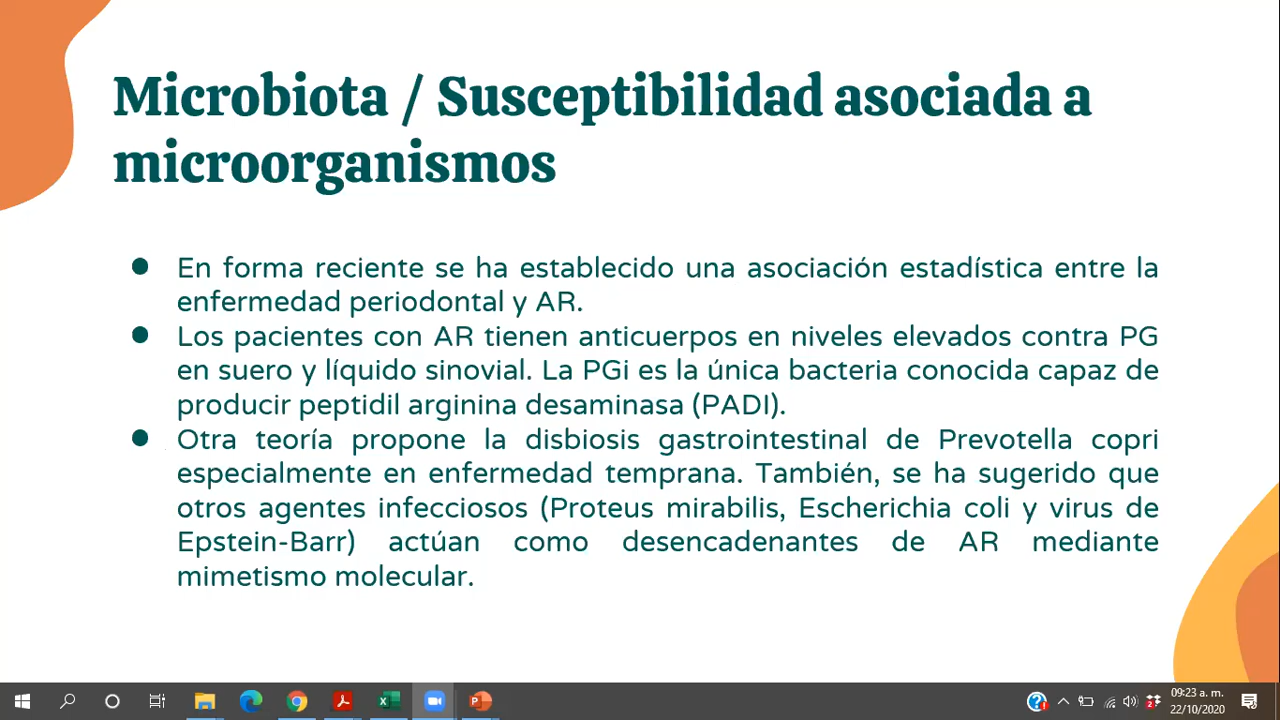 Microbiota / Susceptibilidad asociada a
microorganismos
● En forma reciente se ha establecido una asociación estadística entre la
enfermedad periodontal y AR.
● Los pacientes con AR tienen anticuerpos en niveles elevados contra PG
en suero y líquido sinovial. La PGi es la única bacteria conocida capaz de
producir peptidil arginina desaminasa (PADI).
● Otra teoría propone la disbiosis gastrointestinal de Prevotella copri
especialmente en enfermedad temprana. También, se ha sugerido que
otros agentes infecciosos (Proteus mirabilis, Escherichia coli y virus de
Epstein-Barr) actúan como desencadenantes de AR mediante
mimetismo molecular.
09:23 a. m.
22/10/2020